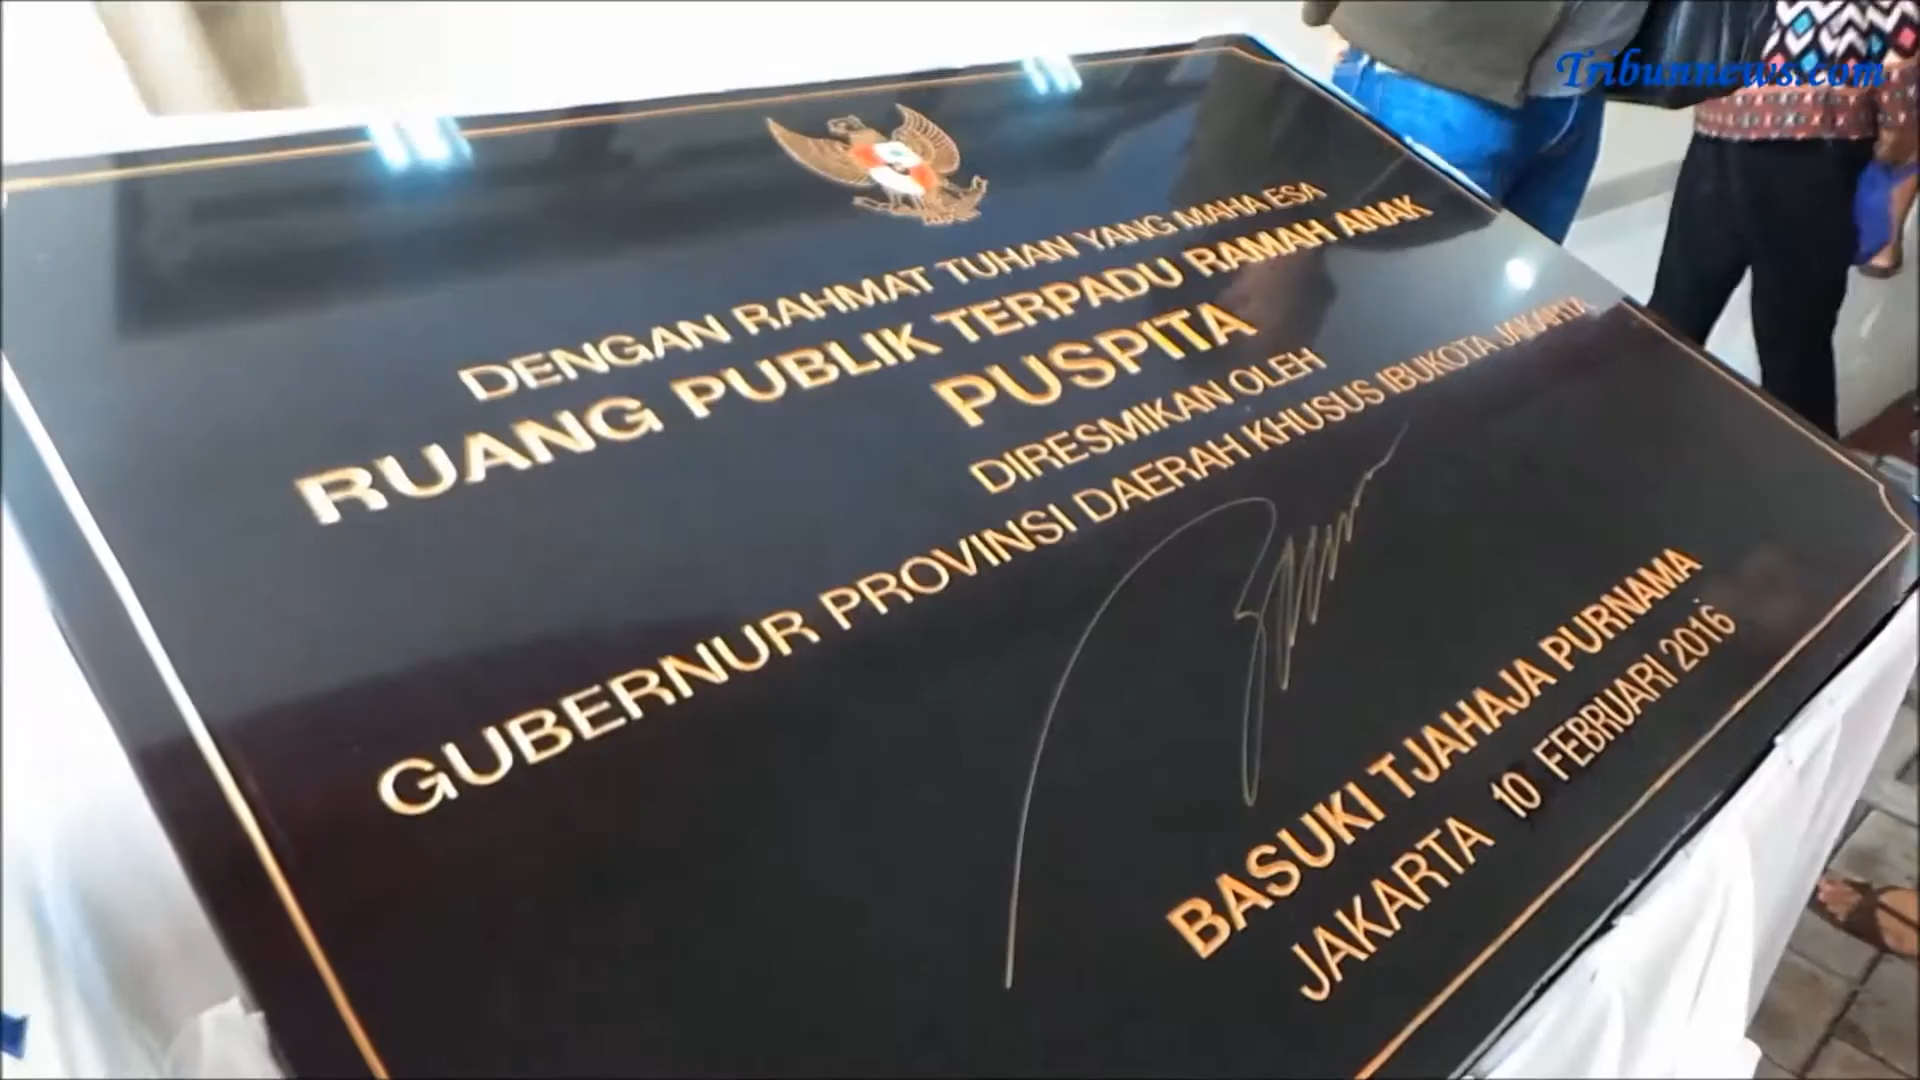 Tribunnews.com
DENGAN RAHMAT TUHAN YANG MAHA ESA
RUANG PUBLIK TERPADU RAMAH ANAK
PUSPITA
DIRESMIKAN OLEH
GUBERNUR PROVINSI DAERAH KHUSUS IBUKOTA JAKARTA
BASUKI TJAHAJA PURNAMA
JAKARTA 10 FEBRUARI 2016